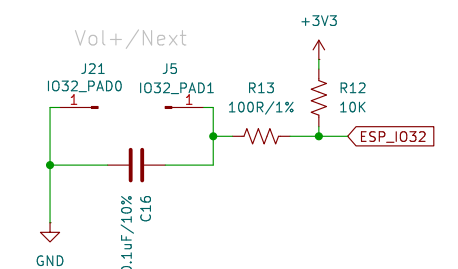 +3V3
Vol+/Next
J21
IO32_PAD0
1
J5
IO32_PAD1
1
R13
100R/1%
R12
10K
ESP_IO32
0.1uF/10%
C16
GND